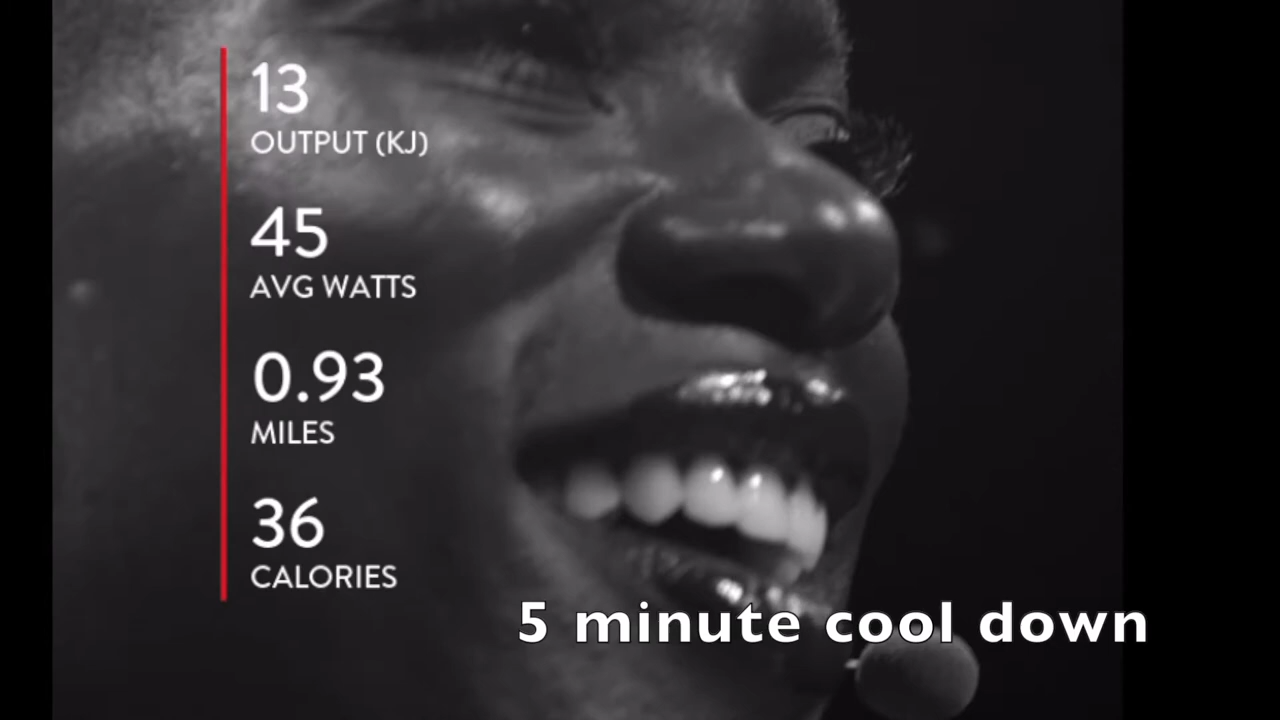 13
OUTPUT (KJ)
45
AVG WATTS
0.93
MILES
36
CALORIES
5 minute cool down